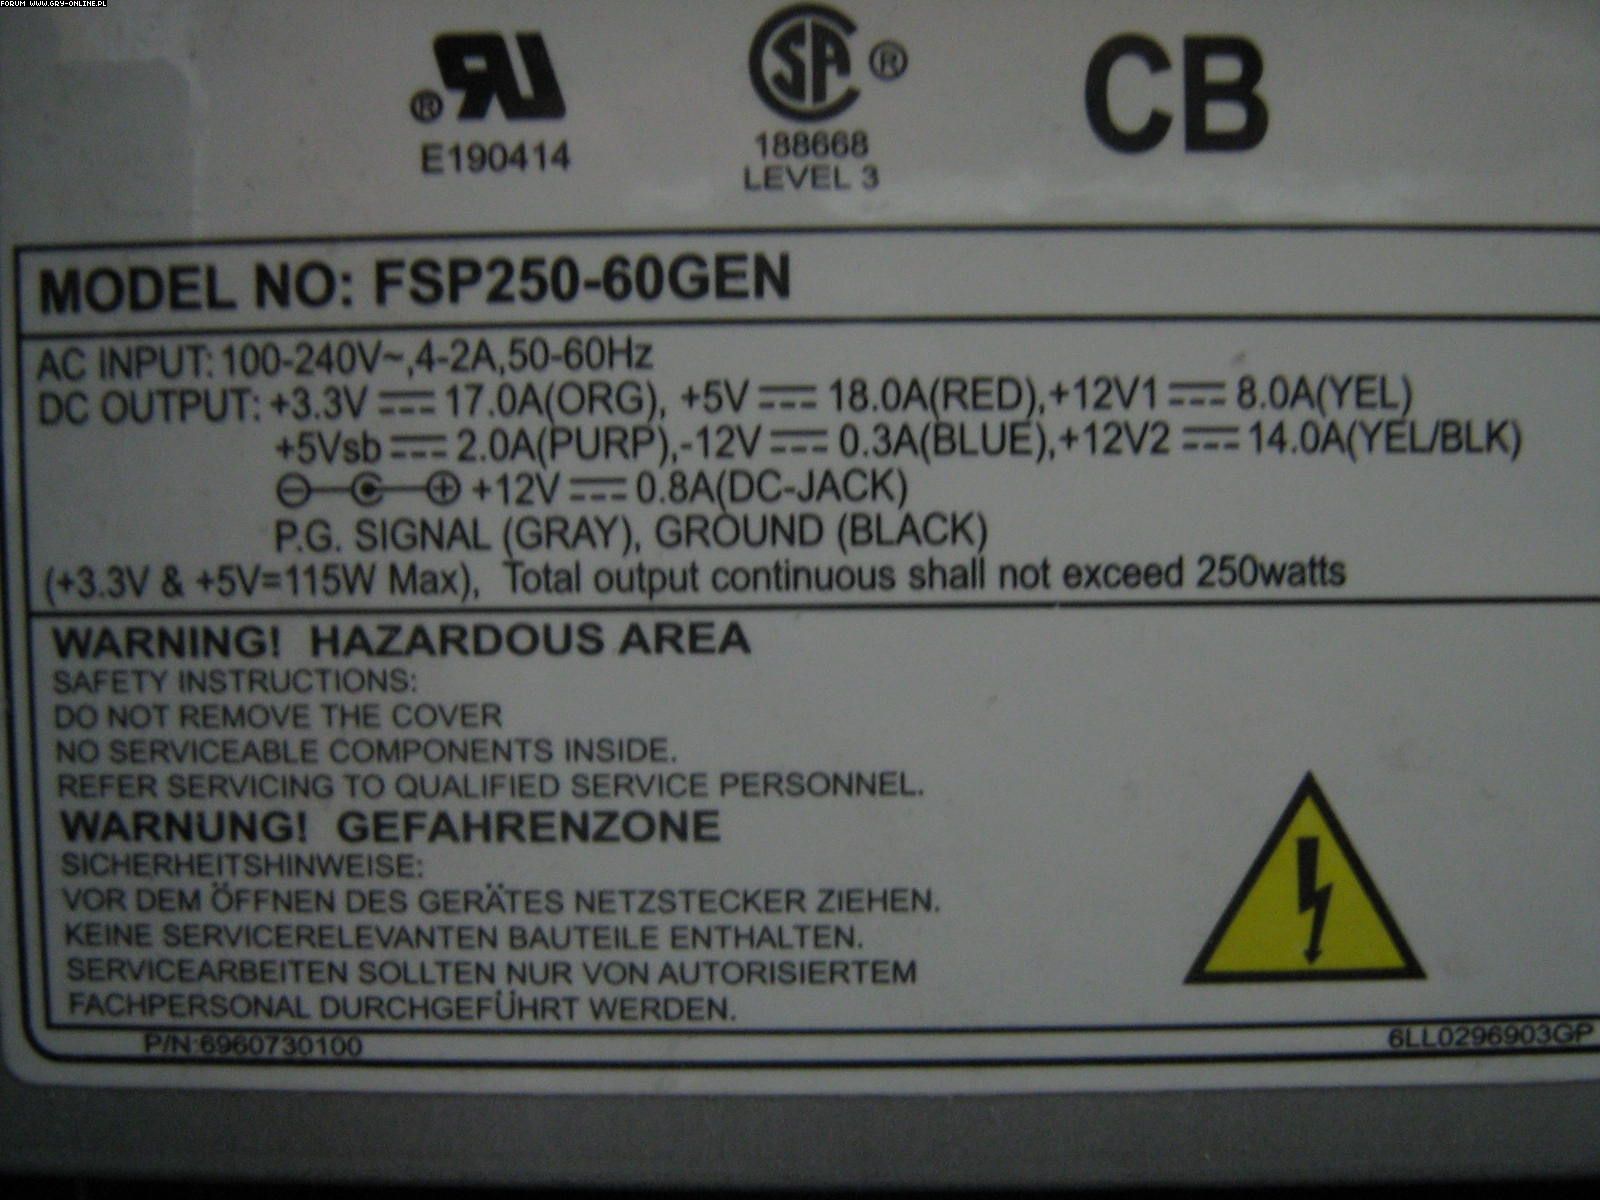 FORUM WWW.GRY-ONLINE.PL
® RU
E190414
SA ®
188668
LEVEL 3
CB
MODEL NO: FSP250-60GEN
AC INPUT: 100-240V~,4-2A,50-60Hz
DC OUTPUT: +3.3V ⎓ 17.0A(ORG), +5V ⎓ 18.0A(RED),+12V1 ⎓ 8.0A(YEL)
+5Vsb ⎓ 2.0A(PURP),-12V ⎓ 0.3A(BLUE),+12V2 ⎓ 14.0A(YEL/BLK)
+12V ⎓ 0.8A(DC-JACK)
P.G. SIGNAL (GRAY), GROUND (BLACK)
(+3.3V & +5V=115W Max), Total output continuous shall not exceed 250watts
WARNING! HAZARDOUS AREA
SAFETY INSTRUCTIONS:
DO NOT REMOVE THE COVER
NO SERVICEABLE COMPONENTS INSIDE.
REFER SERVICING TO QUALIFIED SERVICE PERSONNEL.
WARNUNG! GEFAHRENZONE
SICHERHEITSHINWEISE:
VOR DEM ÖFFNEN DES GERÄTES NETZSTECKER ZIEHEN.
KEINE SERVICERELEVANTEN BAUTEILE ENTHALTEN.
SERVICEARBEITEN SOLLTEN NUR VON AUTORISIERTEM
FACHPERSONAL DURCHGEFÜHRT WERDEN.
P/N:6960730100
6LL0296903GP